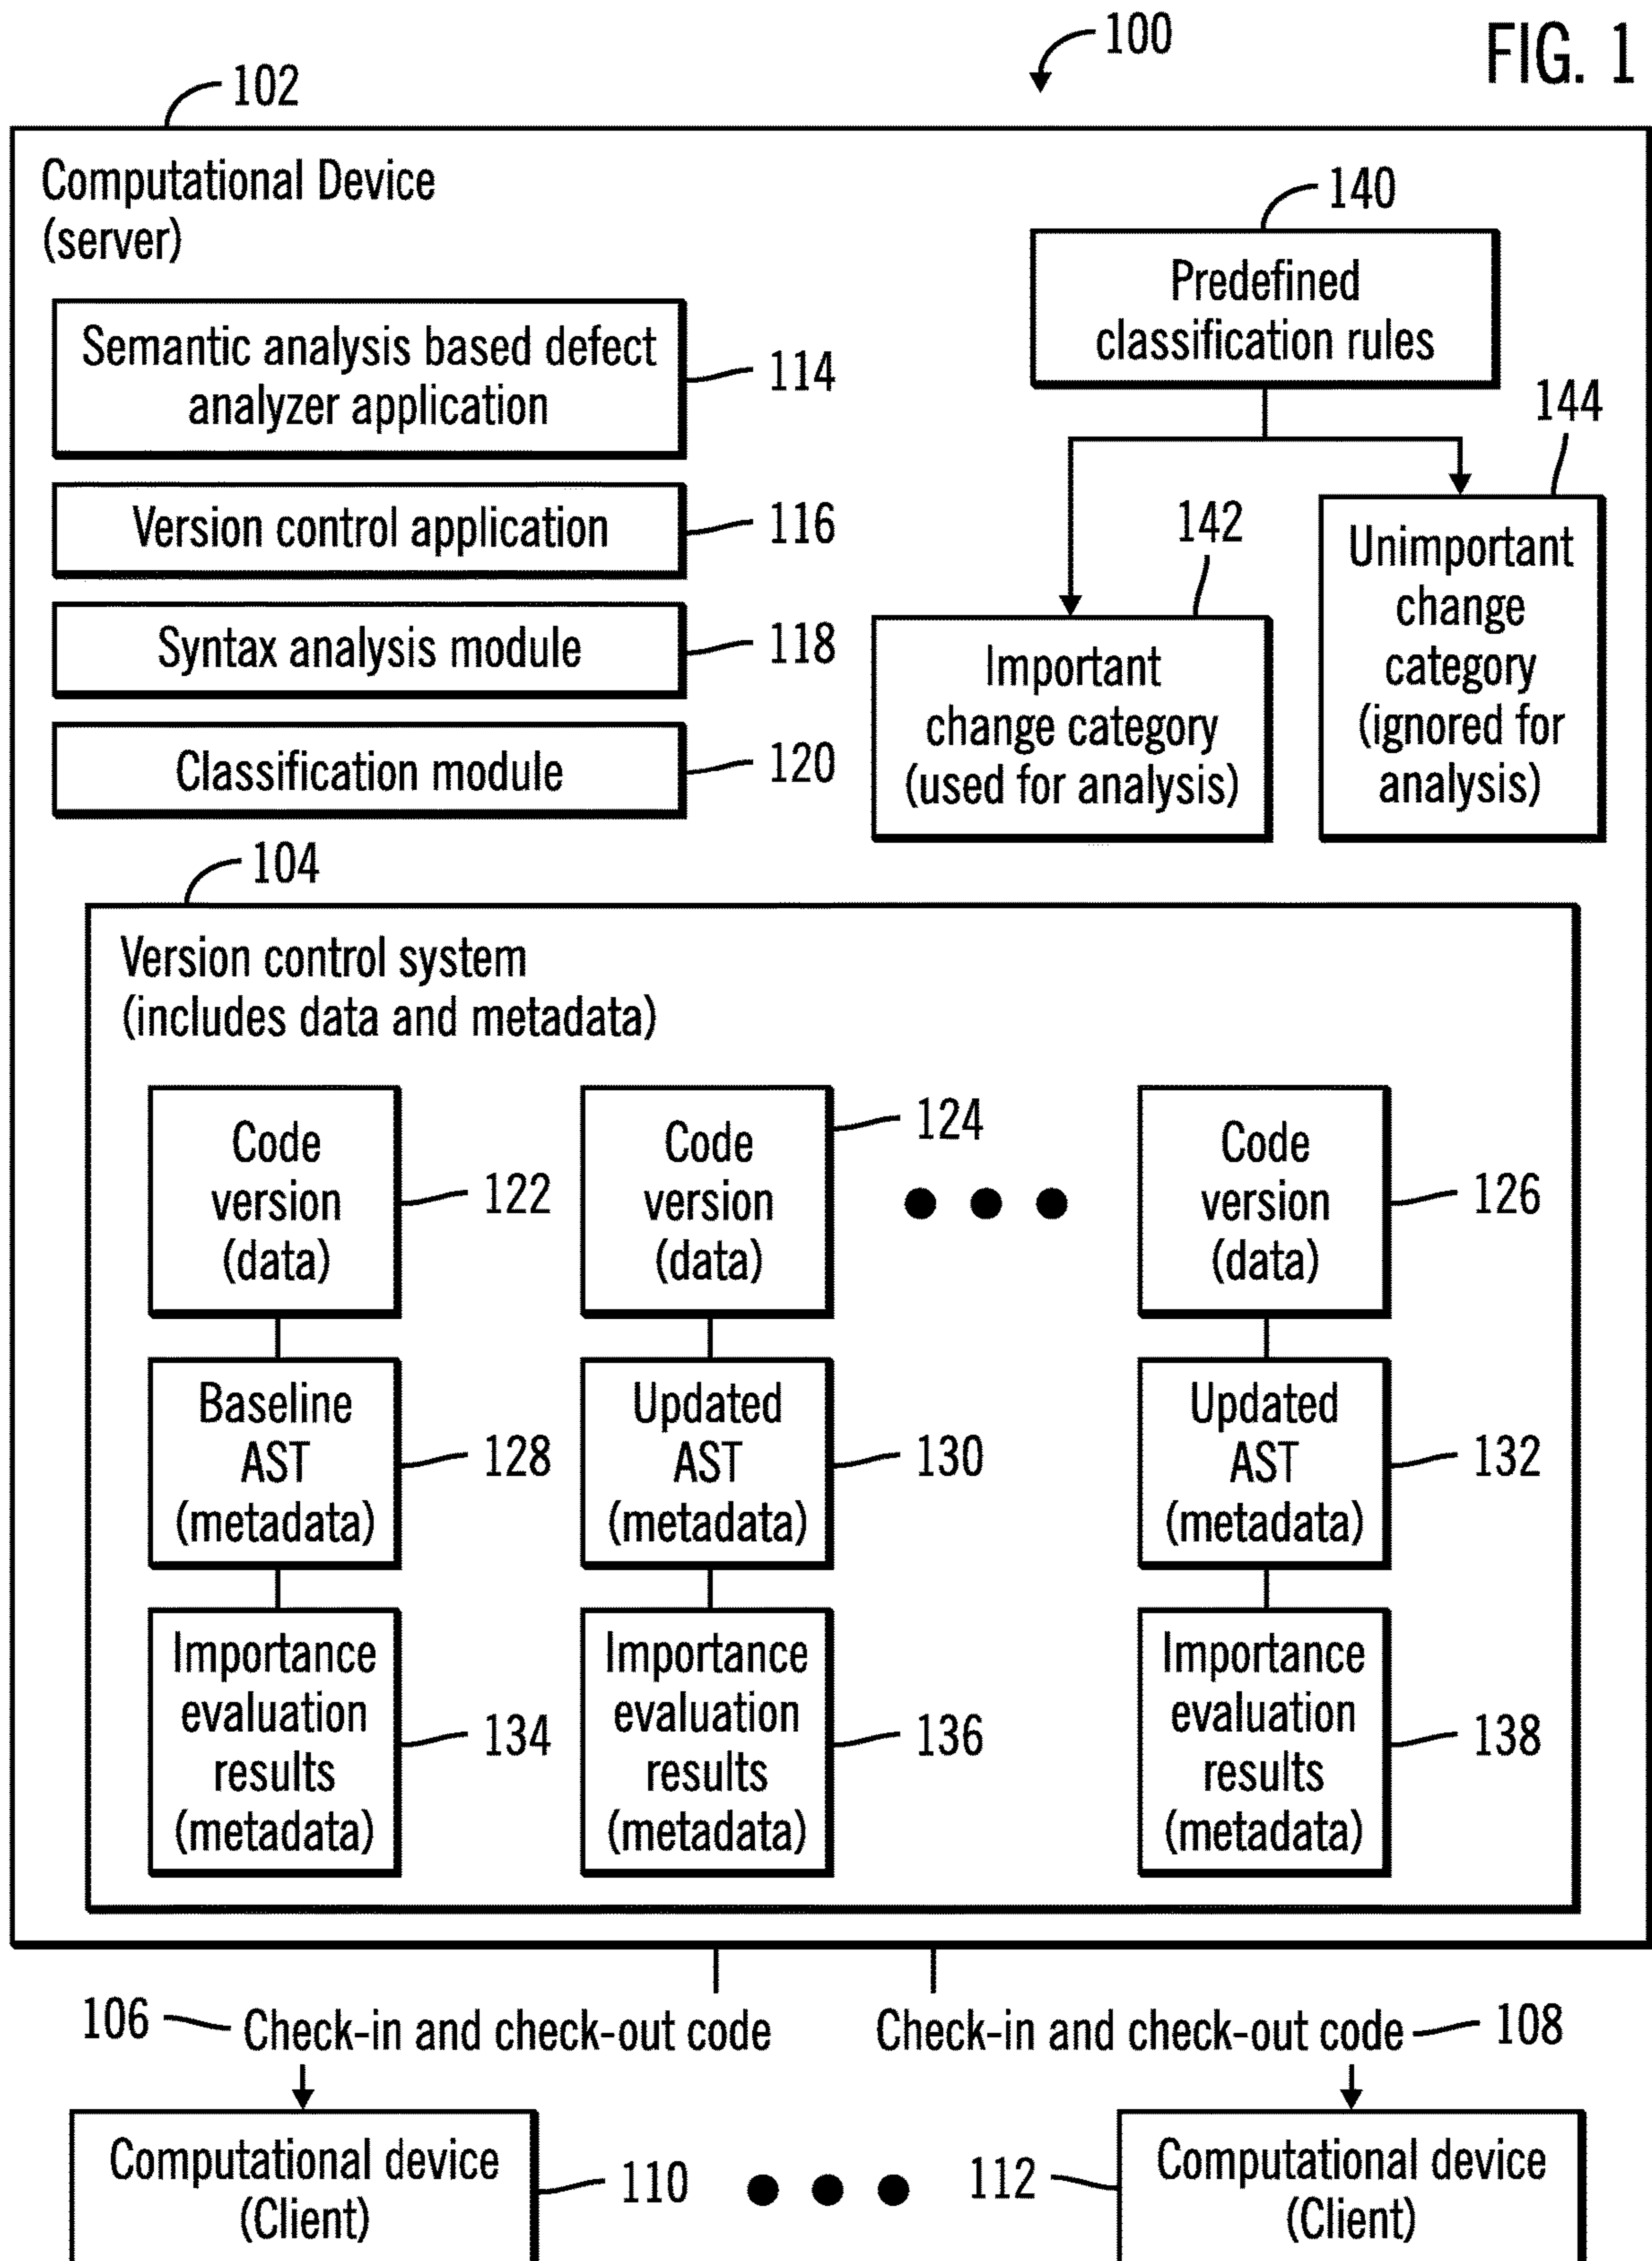 100
FIG. 1
102
Computational Device
(server)
Semantic analysis based defect
analyzer application
114
Version control application
116
Syntax analysis module
118
Classification module
120
140
Predefined
classification rules
142
Important
change category
(used for analysis)
144
Unimportant
change
category
(ignored for
analysis)
104
Version control system
(includes data and metadata)
Code
version
(data)
122
Code
version
(data)
124
Code
version
(data)
126
Baseline
AST
(metadata)
128
Updated
AST
(metadata)
130
Updated
AST
(metadata)
132
Importance
evaluation
results
(metadata)
134
Importance
evaluation
results
(metadata)
136
Importance
evaluation
results
(metadata)
138
106
Check-in and check-out code
Check-in and check-out code
108
Computational device
(Client)
110
112
Computational device
(Client)